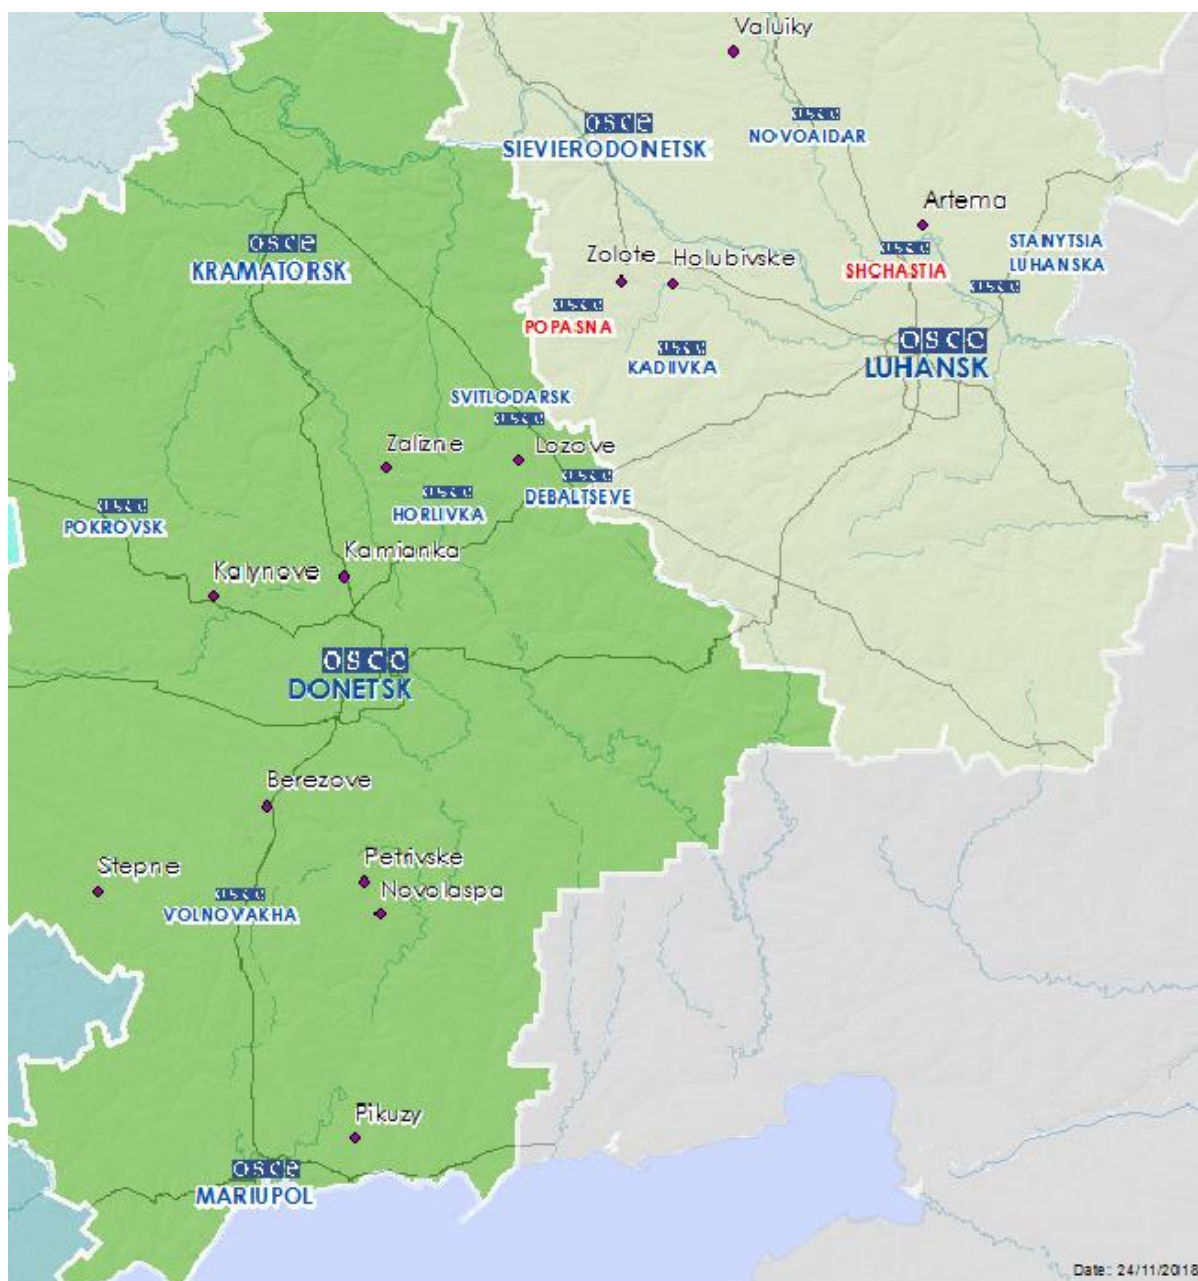 Valuiky
osce
SIEVIERODONETSK
osce
NOVOAIDAR
Artema
osce
KRAMATORSK
osce
SHCHASTIA
STANYTSIA
LUHANSKA
osce
Zolote
Holubivske
osce
POPASNA
osce
KADIIVKA
osce
LUHANSK
SVITLODARSK
osce
Zalizne
Lozove
osce
DEBALTSEVE
osce
HORLIVKA
osce
POKROVSK
Kamianka
Kalynove
osce
DONETSK
Berezove
Stepne
Petrivske
Novolaspa
osce
VOLNOVAKHA
Pikuzy
osce
MARIUPOL
Date: 24/11/2018